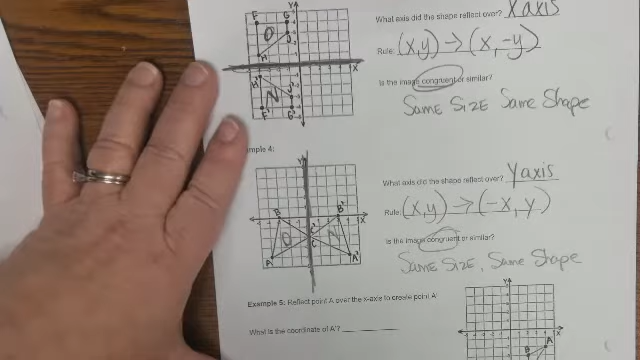 What axis did the shape reflect over? X axis
Rule: (x,y) → (x,-y)
Is the image congruent or similar?
Same Size Same Shape
mple 4:
What axis did the shape reflect over? Y axis
Rule: (x,y) → (-x, y)
Is the image congruent or similar?
Same Size, Same Shape
Example 5: Reflect point A over the x-axis to create point A'
What is the coordinate of A'?